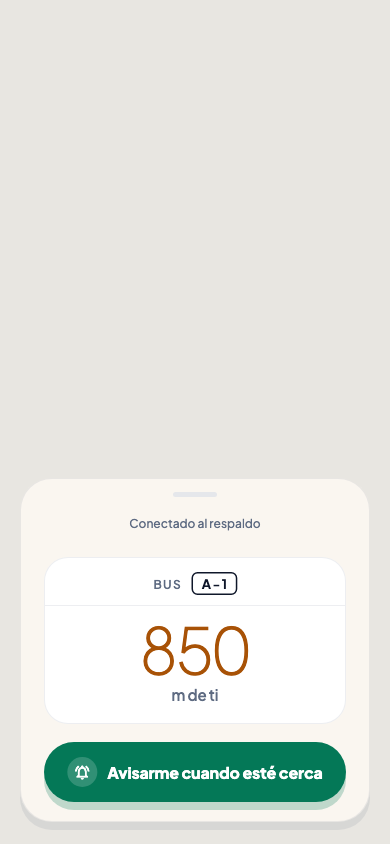 Conectado al respaldo
BUS A-1
850
m de ti
Avisarme cuando esté cerca